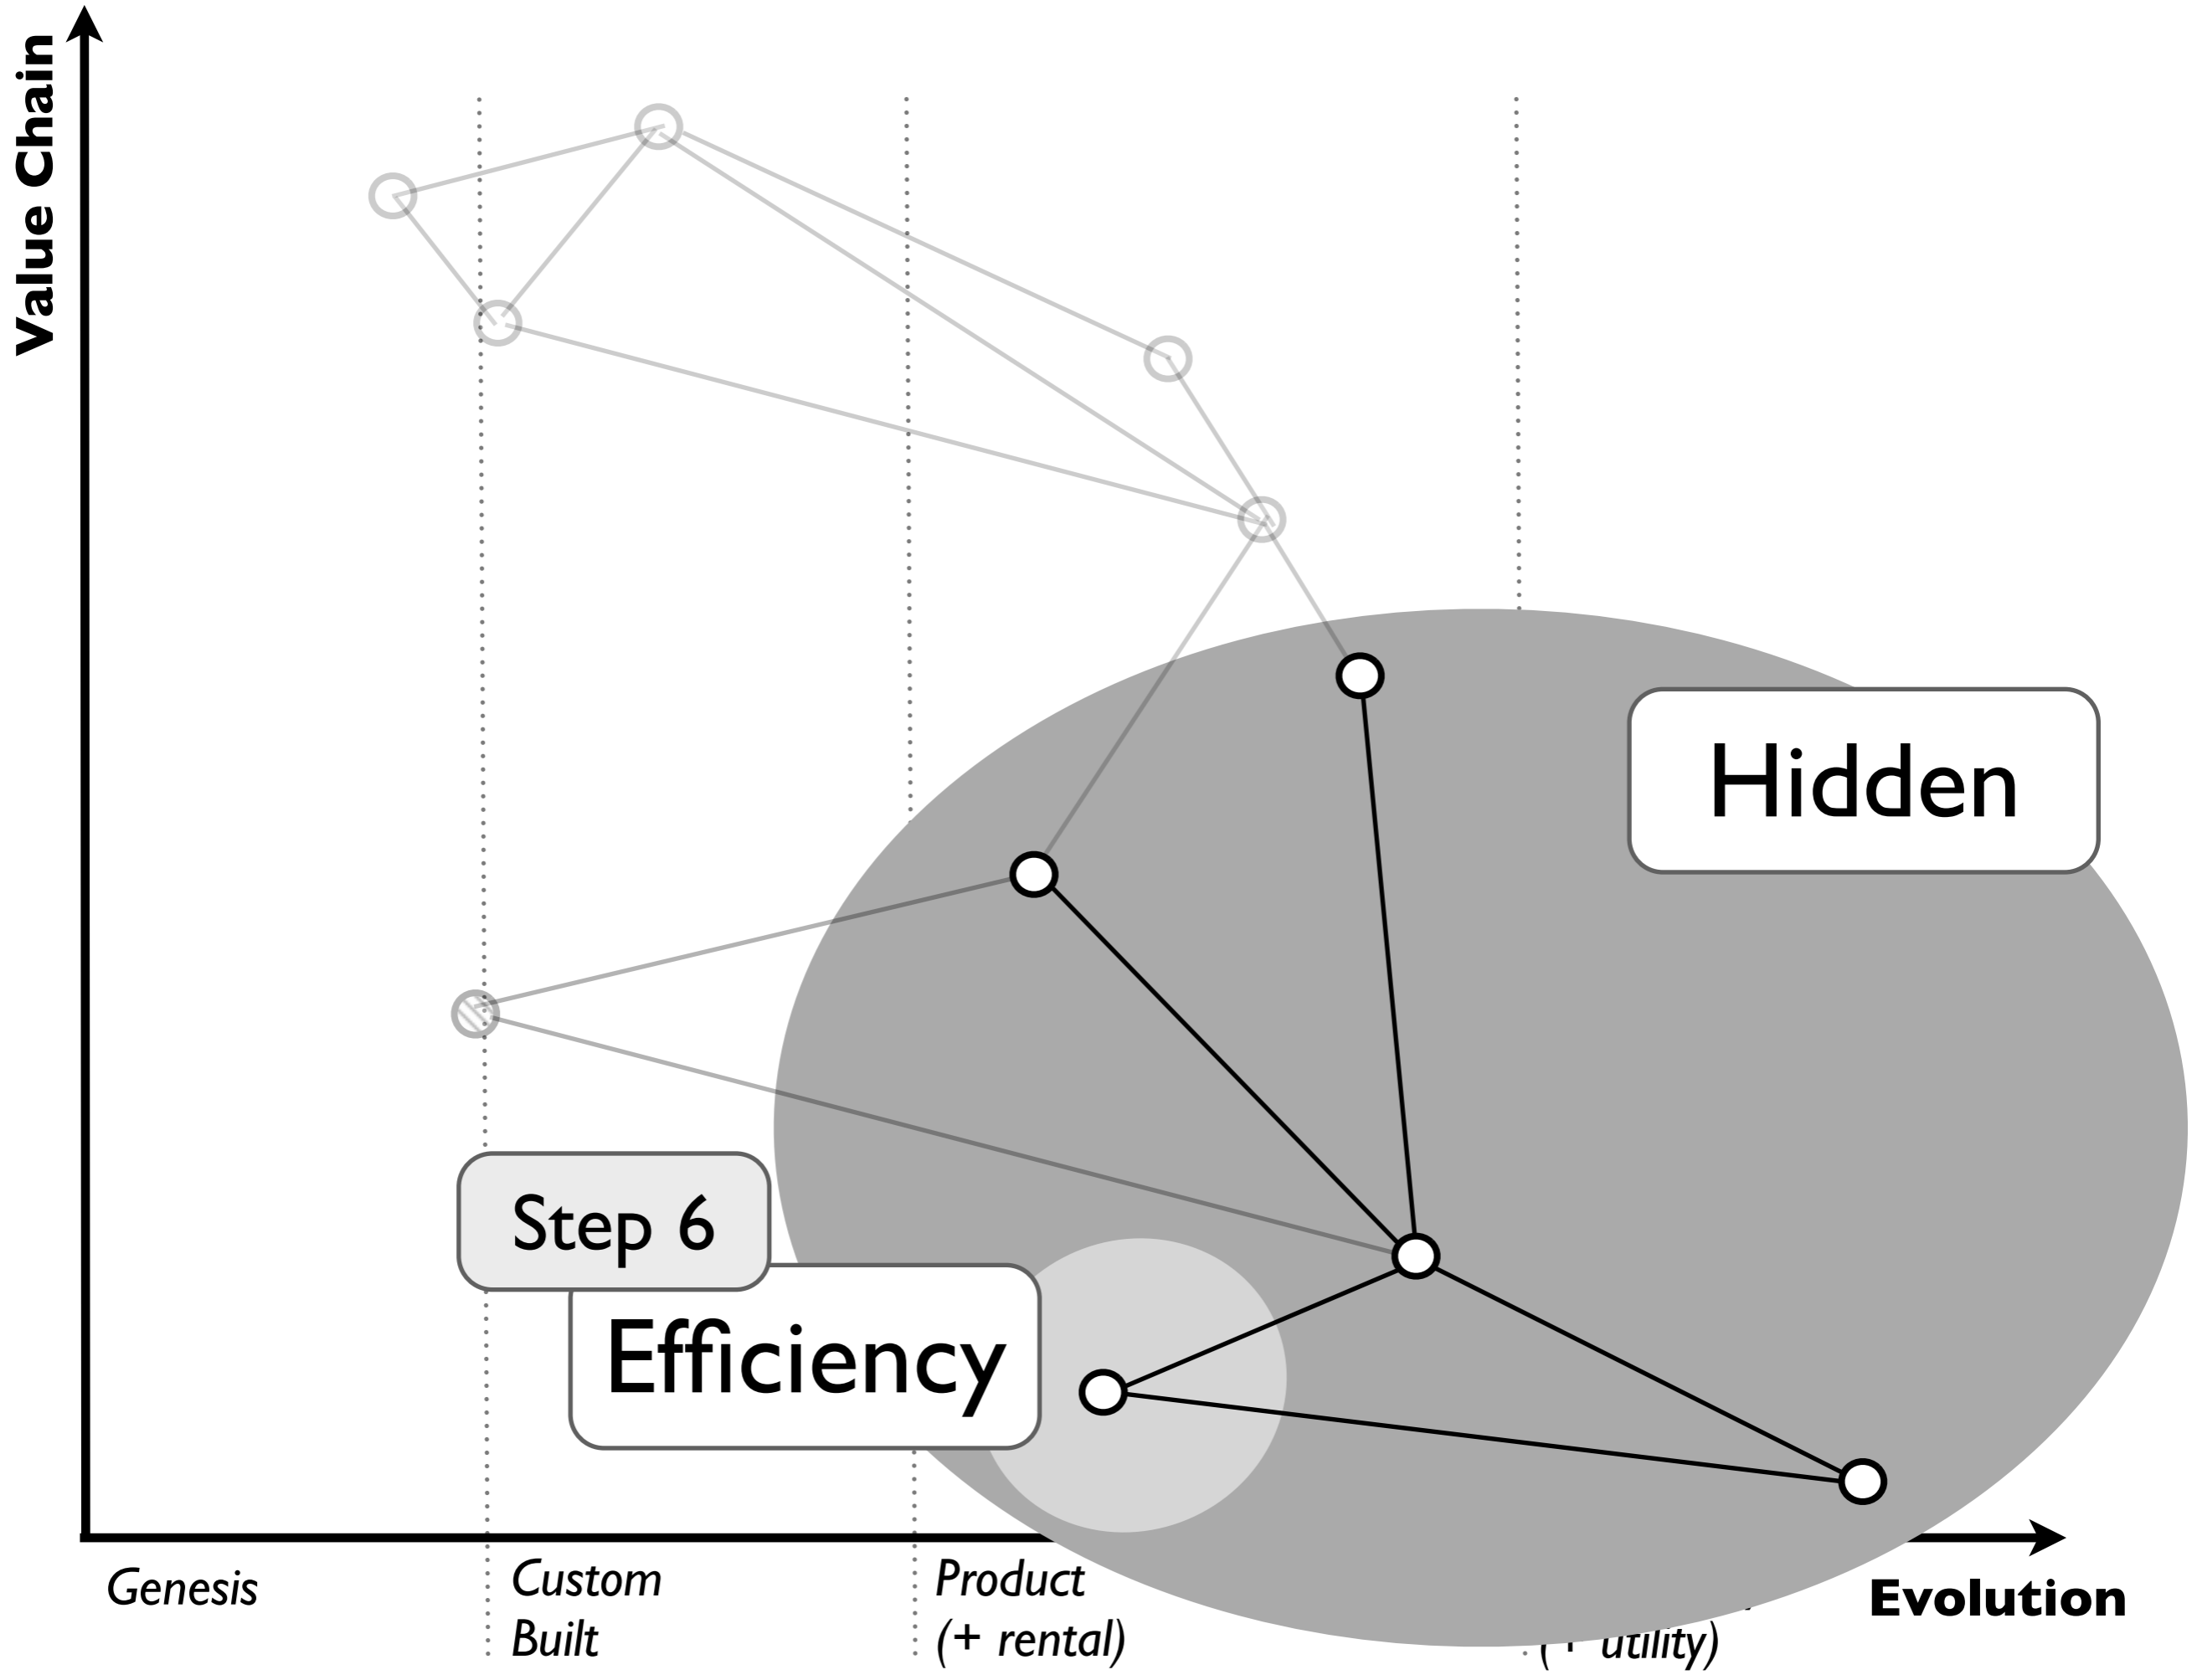 Value Chain
Hidden
Step 6
Efficiency
Genesis
Custom
Built
Product
(+ rental)
(+ utility)
Evolution